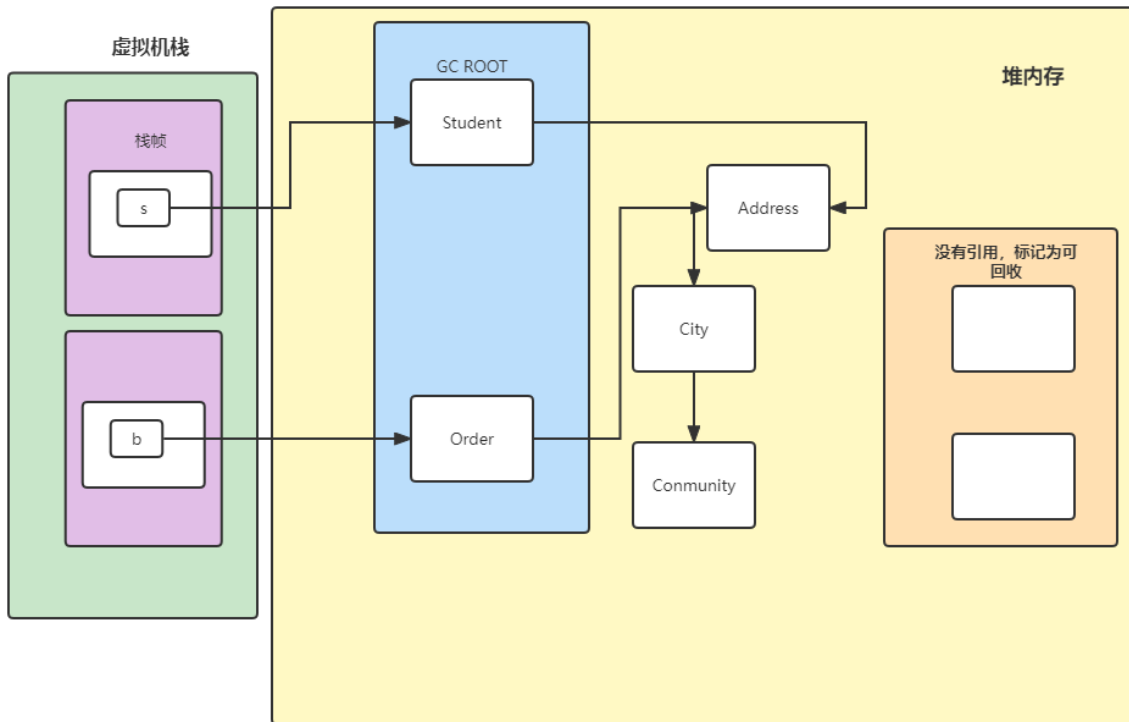 虚拟机栈
栈帧
s
b
GC ROOT
Student
Order
Address
City
Conmunity
堆内存
没有引用，标记为可
回收